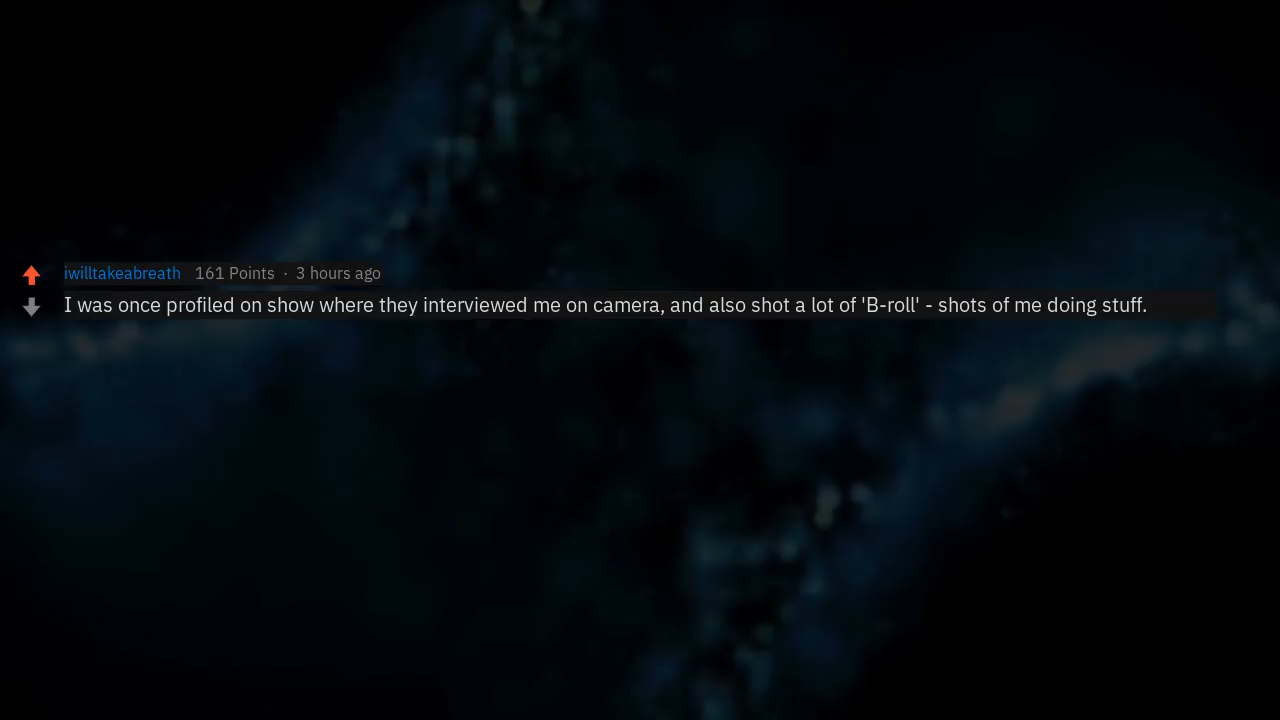 iwilltakeabreath 161 Points · 3 hours ago
I was once profiled on show where they interviewed me on camera, and also shot a lot of 'B-roll' - shots of me doing stuff.